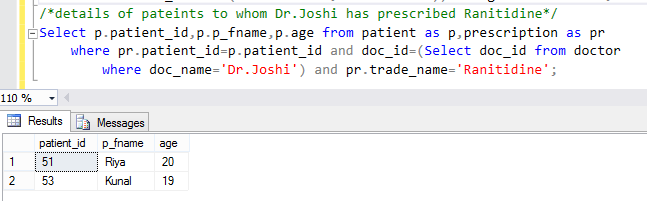 /*details of pateints to whom Dr.Joshi has prescribed Ranitidine*/
Select p.patient_id,p.p_fname,p.age from patient as p,prescription as pr
where pr.patient_id=p.patient_id and doc_id=(Select doc_id from doctor
where doc_name='Dr.Joshi') and pr.trade_name='Ranitidine';
110 %
Results Messages
patient_id p_fname age
1 51 Riya 20
2 53 Kunal 19